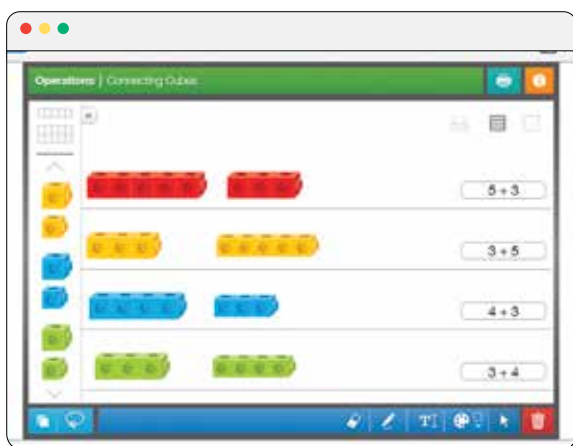 Operations | Connecting Cubes
5 + 3
3 + 5
4 + 3
3 + 4
T